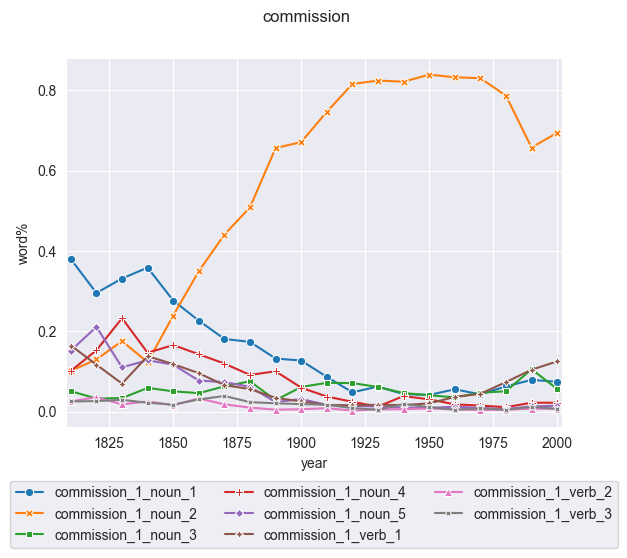 commission
0.8
0.6
0.4
0.2
0.0
word%
1825 1850 1875 1900 1925 1950 1975 2000
year
commission_1_noun_1 commission_1_noun_4 commission_1_verb_2
commission_1_noun_2 commission_1_noun_5 commission_1_verb_3
commission_1_noun_3 commission_1_verb_1